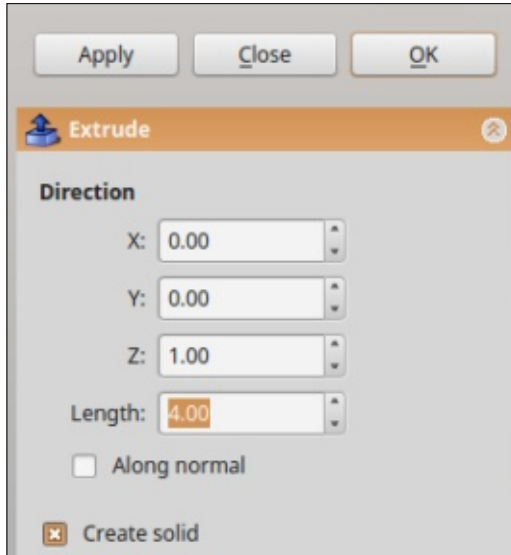 Apply Close OK
Extrude
Direction
X: 0.00
Y: 0.00
Z: 1.00
Length: 4.00
Along normal
Create solid